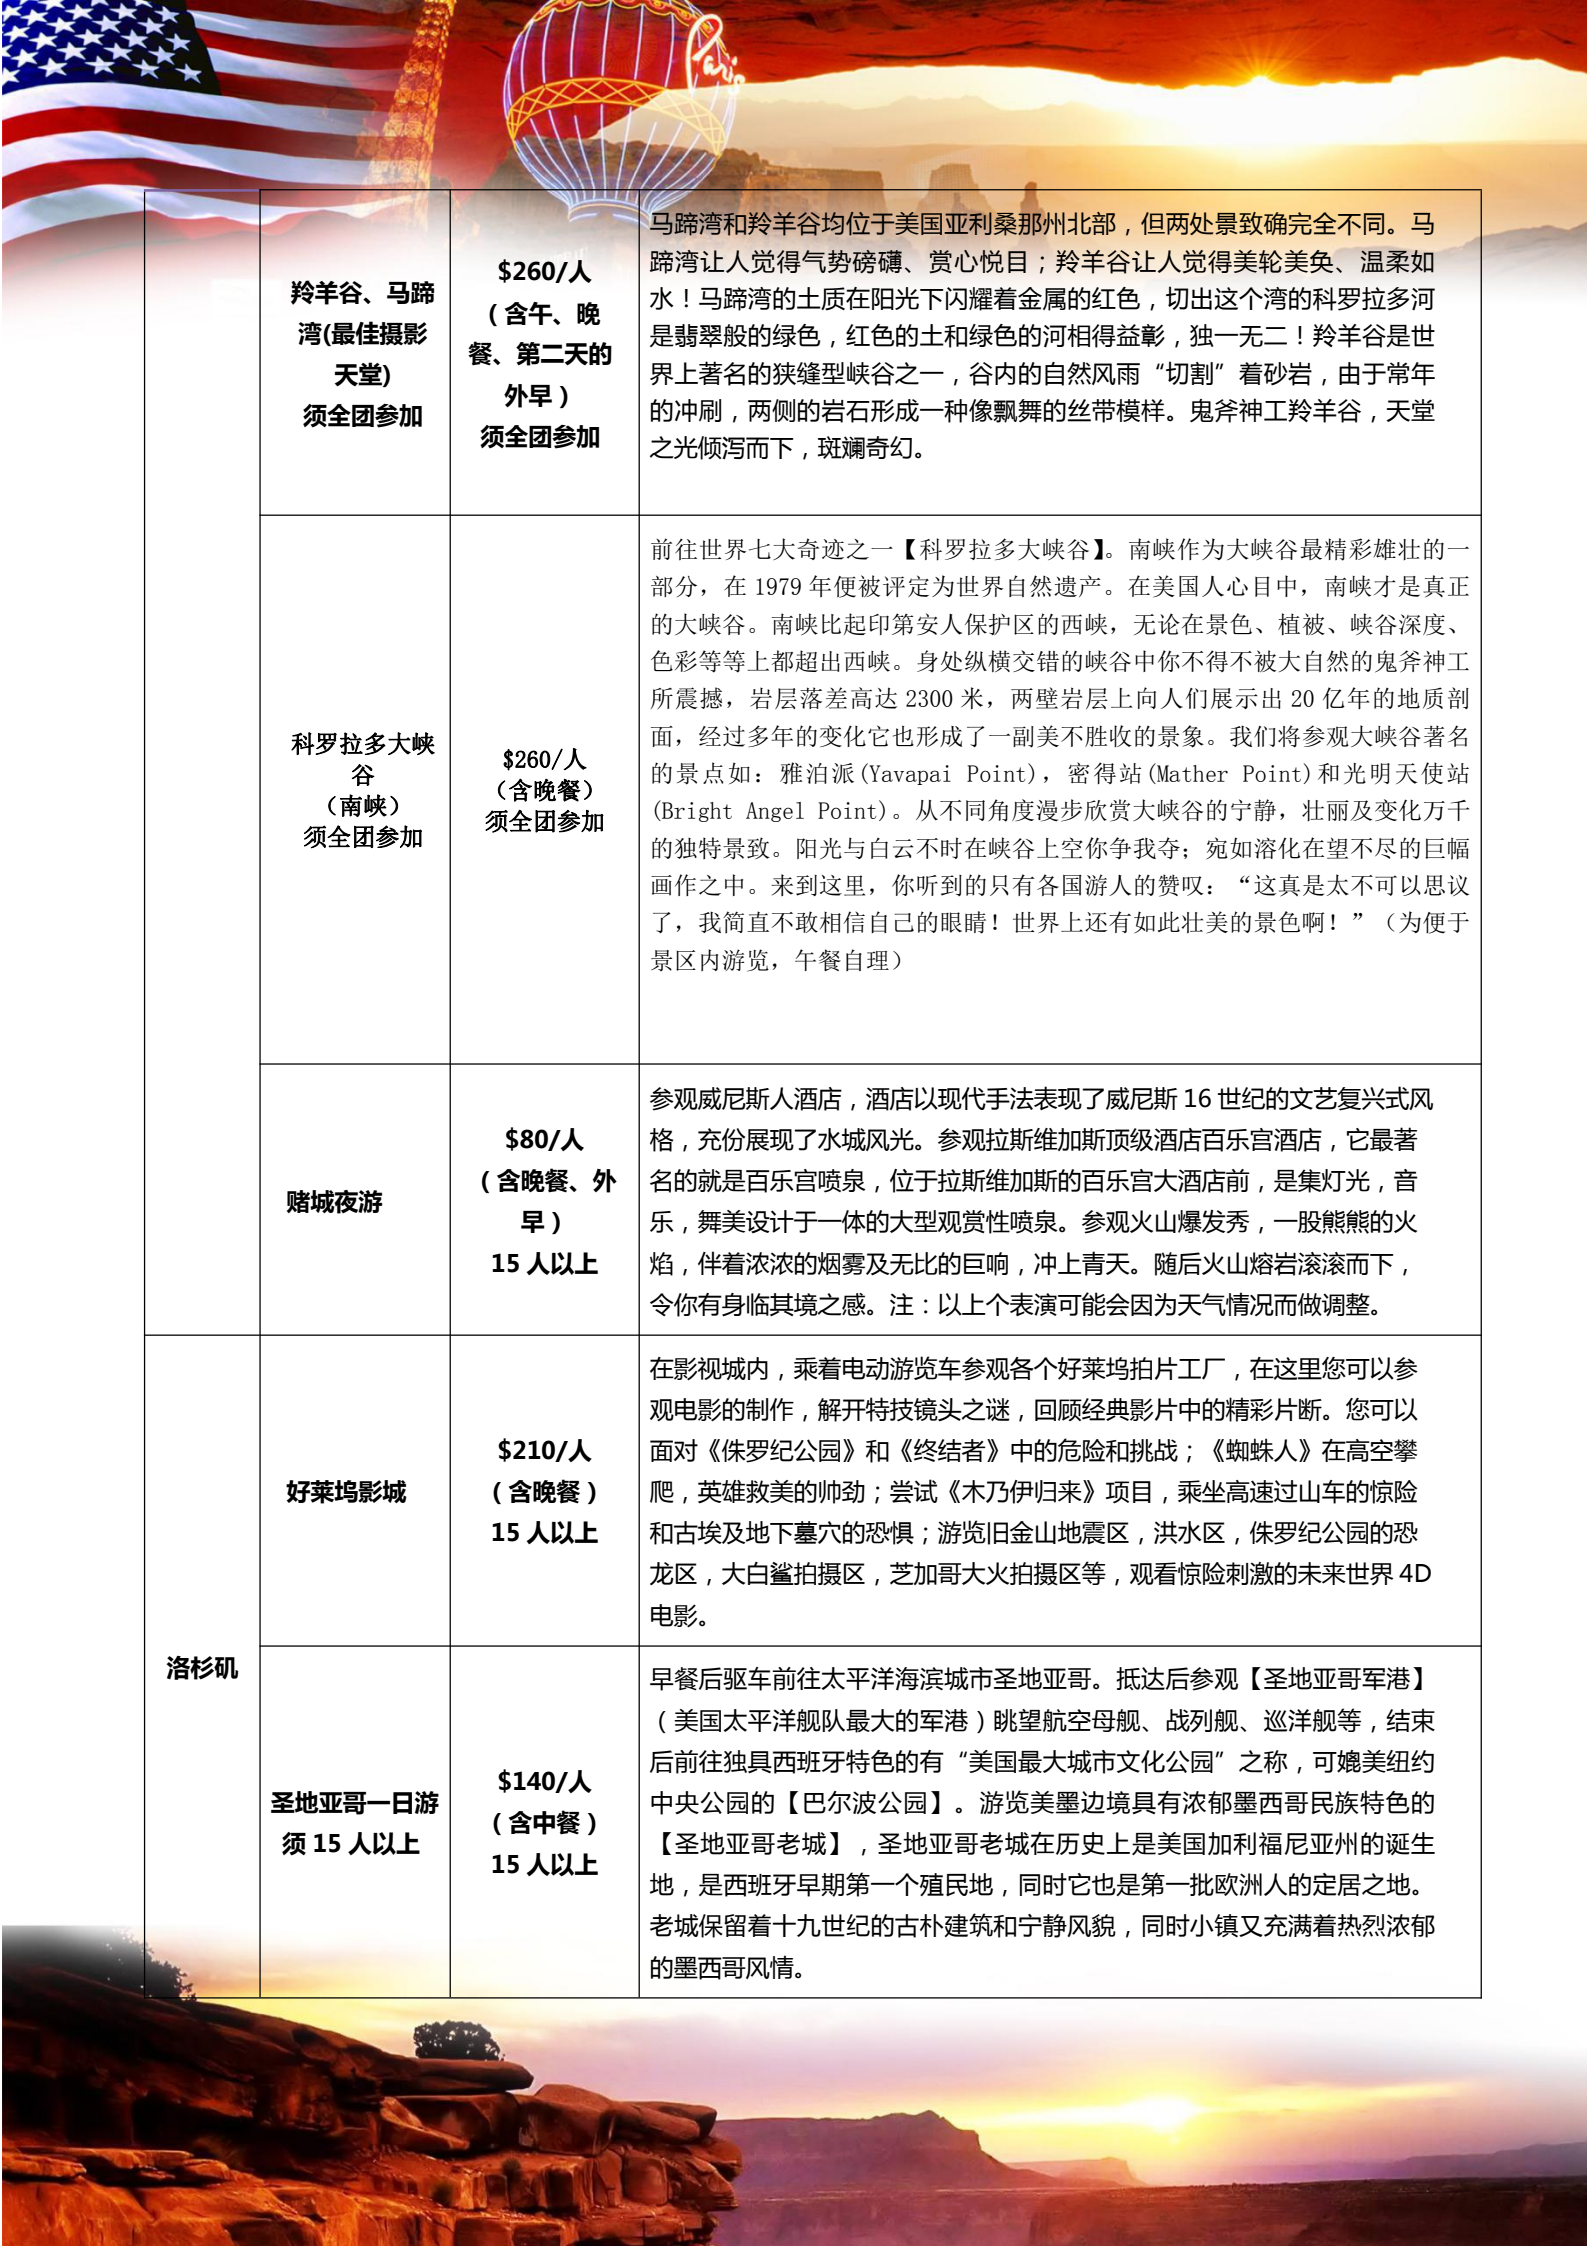 Paris
羚羊谷、马蹄
湾(最佳摄影
天堂)
须全团参加
$260/人
（含午、晚
餐、第二天的
外早）
须全团参加
马蹄湾和羚羊谷均位于美国亚利桑那州北部，但两处景致确完全不同。马
蹄湾让人觉得气势磅礴、赏心悦目；羚羊谷让人觉得美轮美奂、温柔如
水！马蹄湾的土质在阳光下闪耀着金属的红色，切出这个湾的科罗拉多河
是翡翠般的绿色，红色的土和绿色的河相得益彰，独一无二！羚羊谷是世
界上著名的狭缝型峡谷之一，谷内的自然风雨“切割”着砂岩，由于常年
的冲刷，两侧的岩石形成一种像飘舞的丝带模样。鬼斧神工羚羊谷，天堂
之光倾泻而下，斑斓奇幻。
科罗拉多大峡
谷
（南峡）
须全团参加
$260/人
（含晚餐）
须全团参加
前往世界七大奇迹之一【科罗拉多大峡谷】。南峡作为大峡谷最精彩雄壮的一
部分，在 1979 年便被评定为世界自然遗产。在美国人心目中，南峡才是真正
的大峡谷。南峡比起印第安人保护区的西峡，无论在景色、植被、峡谷深度、
色彩等等上都超出西峡。身处纵横交错的峡谷中你不得不被大自然的鬼斧神工
所震撼，岩层落差高达 2300 米，两壁岩层上向人们展示出 20 亿年的地质剖
面，经过多年的变化它也形成了一副美不胜收的景象。我们将参观大峡谷著名
的景点如：雅泊派(Yavapai Point)，密得站(Mather Point)和光明天使站
(Bright Angel Point)。从不同角度漫步欣赏大峡谷的宁静，壮丽及变化万千
的独特景致。阳光与白云不时在峡谷上空你争我夺；宛如溶化在望不尽的巨幅
画作之中。来到这里，你听到的只有各国游人的赞叹：“这真是太不可以思议
了，我简直不敢相信自己的眼睛！世界上还有如此壮美的景色啊！”（为便于
景区内游览，午餐自理）
赌城夜游
$80/人
（含晚餐、外
早）
15 人以上
参观威尼斯人酒店，酒店以现代手法表现了威尼斯 16 世纪的文艺复兴式风
格，充份展现了水城风光。参观拉斯维加斯顶级酒店百乐宫酒店，它最著
名的就是百乐宫喷泉，位于拉斯维加斯的百乐宫大酒店前，是集灯光，音
乐，舞美设计于一体的大型观赏性喷泉。参观火山爆发秀，一股熊熊的火
焰，伴着浓浓的烟雾及无比的巨响，冲上青天。随后火山熔岩滚滚而下，
令你有身临其境之感。注：以上个表演可能会因为天气情况而做调整。
洛杉矶
好莱坞影城
$210/人
（含晚餐）
15 人以上
在影视城内，乘着电动游览车参观各个好莱坞拍片工厂，在这里您可以参
观电影的制作，解开特技镜头之谜，回顾经典影片中的精彩片断。您可以
面对《侏罗纪公园》和《终结者》中的危险和挑战；《蜘蛛人》在高空攀
爬，英雄救美的帅劲；尝试《木乃伊归来》项目，乘坐高速过山车的惊险
和古埃及地下墓穴的恐惧；游览旧金山地震区，洪水区，侏罗纪公园的恐
龙区，大白鲨拍摄区，芝加哥大火拍摄区等，观看惊险刺激的未来世界 4D
电影。
圣地亚哥一日游
须 15 人以上
$140/人
（含中餐）
15 人以上
早餐后驱车前往太平洋海滨城市圣地亚哥。抵达后参观【圣地亚哥军港】
（美国太平洋舰队最大的军港）眺望航空母舰、战列舰、巡洋舰等，结束
后前往独具西班牙特色的有“美国最大城市文化公园”之称，可媲美纽约
中央公园的【巴尔波公园】。游览美墨边境具有浓郁墨西哥民族特色的
【圣地亚哥老城】，圣地亚哥老城在历史上是美国加利福尼亚州的诞生
地，是西班牙早期第一个殖民地，同时它也是第一批欧洲人的定居之地。
老城保留着十九世纪的古朴建筑和宁静风貌，同时小镇又充满着热烈浓郁
的墨西哥风情。